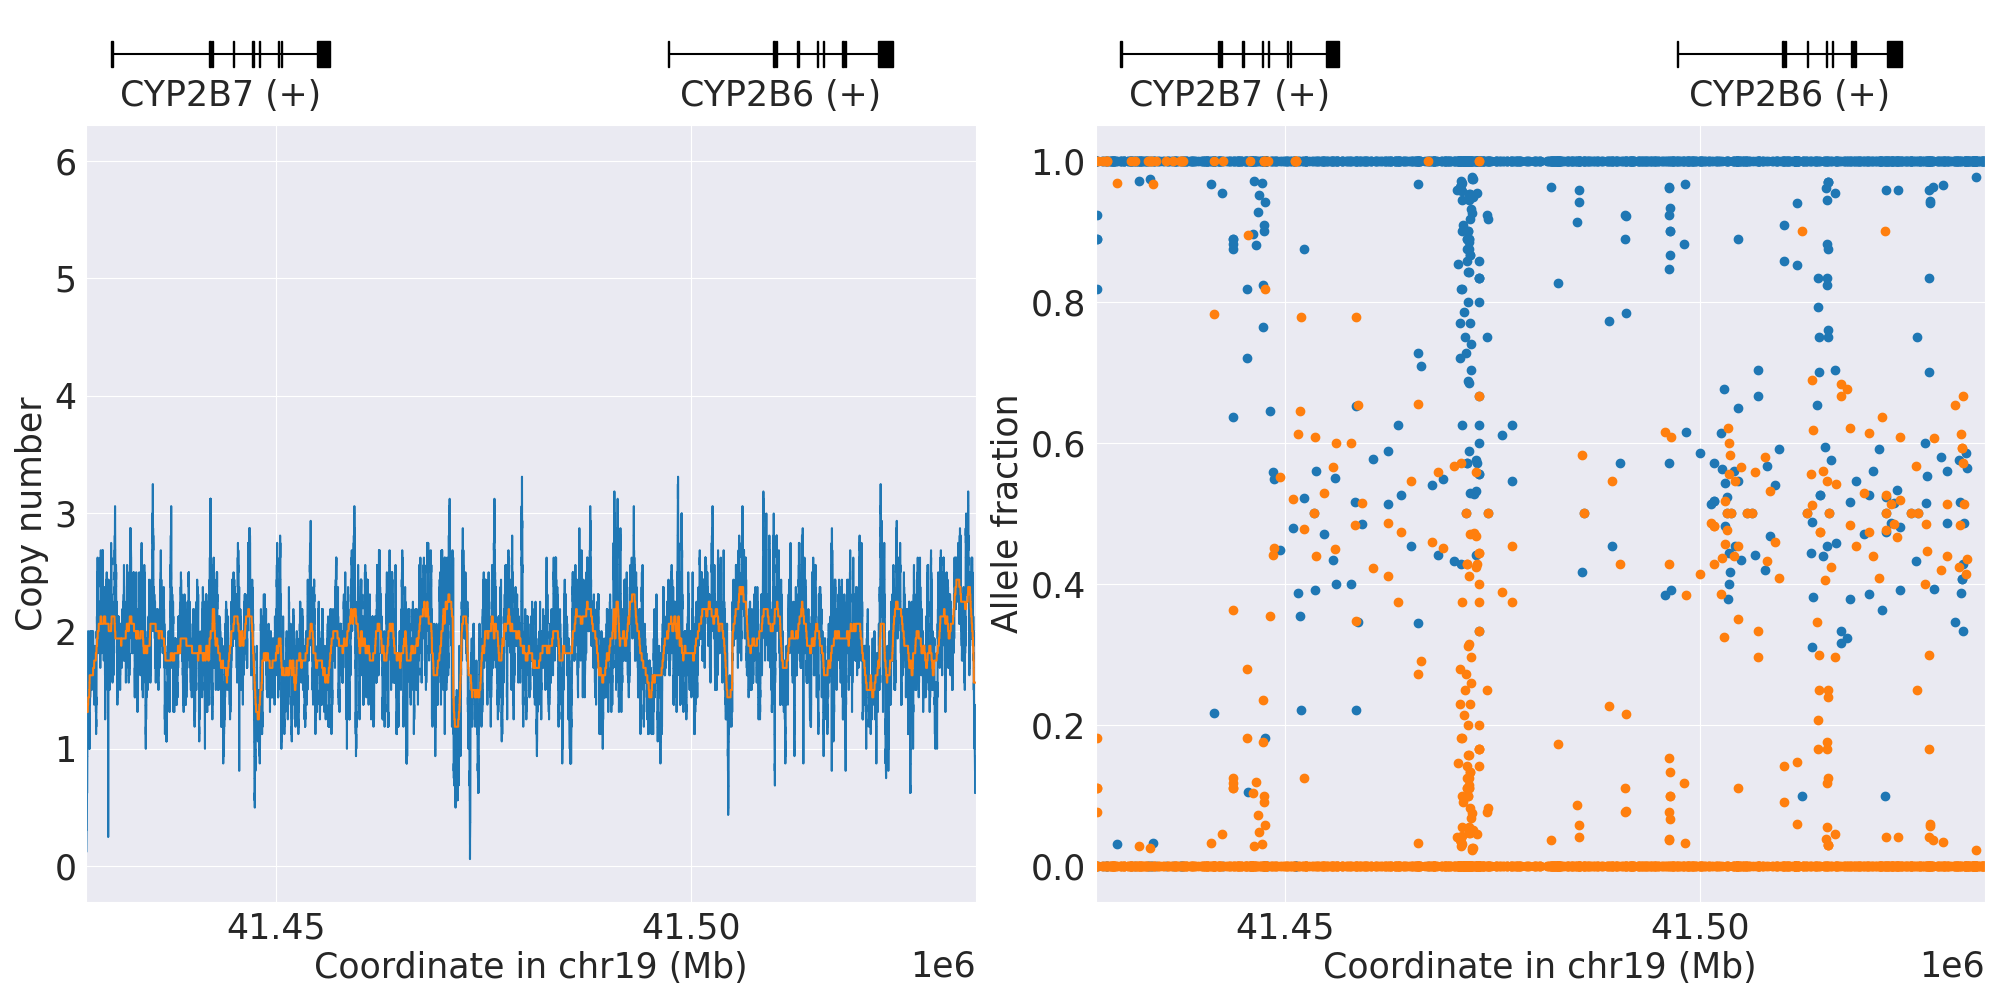 CYP2B7 (+)
CYP2B6 (+)
6
5
4
3
2
1
0
Copy number
41.45
41.50
Coordinate in chr19 (Mb)
1e6
CYP2B7 (+)
CYP2B6 (+)
1.0
0.8
0.6
0.4
0.2
0.0
Allele fraction
41.45
41.50
Coordinate in chr19 (Mb)
1e6